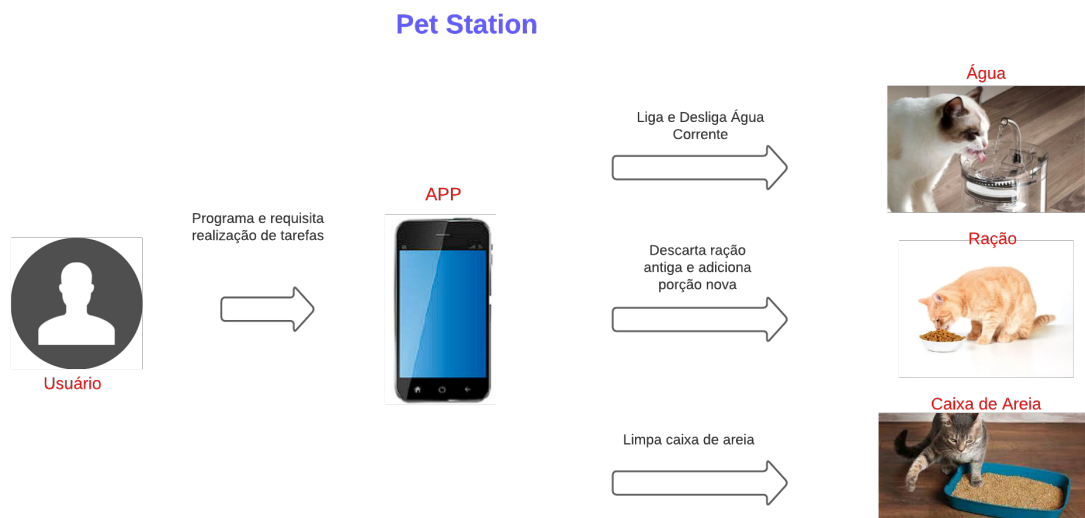 Pet Station
Usuário
Programa e requisita
realização de tarefas
APP
Liga e Desliga Água
Corrente
Água
Descarta ração
antiga e adiciona
porção nova
Ração
Limpa caixa de areia
Caixa de Areia